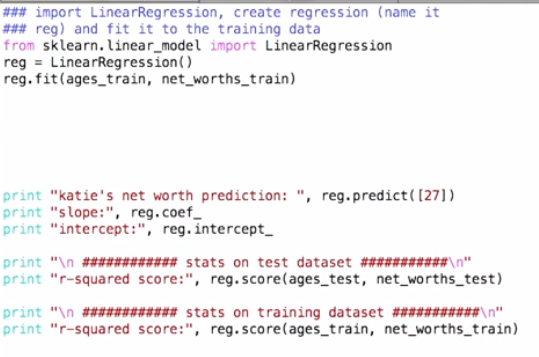 ### import LinearRegression, create regression (name it
### reg) and fit it to the training data
from sklearn.linear_model import LinearRegression
reg = LinearRegression()
reg.fit(ages_train, net_worths_train)
print "katie's net worth prediction: ", reg.predict([27])
print "slope:", reg.coef_
print "intercept:", reg.intercept_
print "\n ############ stats on test dataset ###########\n"
print "r-squared score:", reg.score(ages_test, net_worths_test)
print "\n ############ stats on training dataset ###########\n"
print "r-squared score:", reg.score(ages_train, net_worths_train)